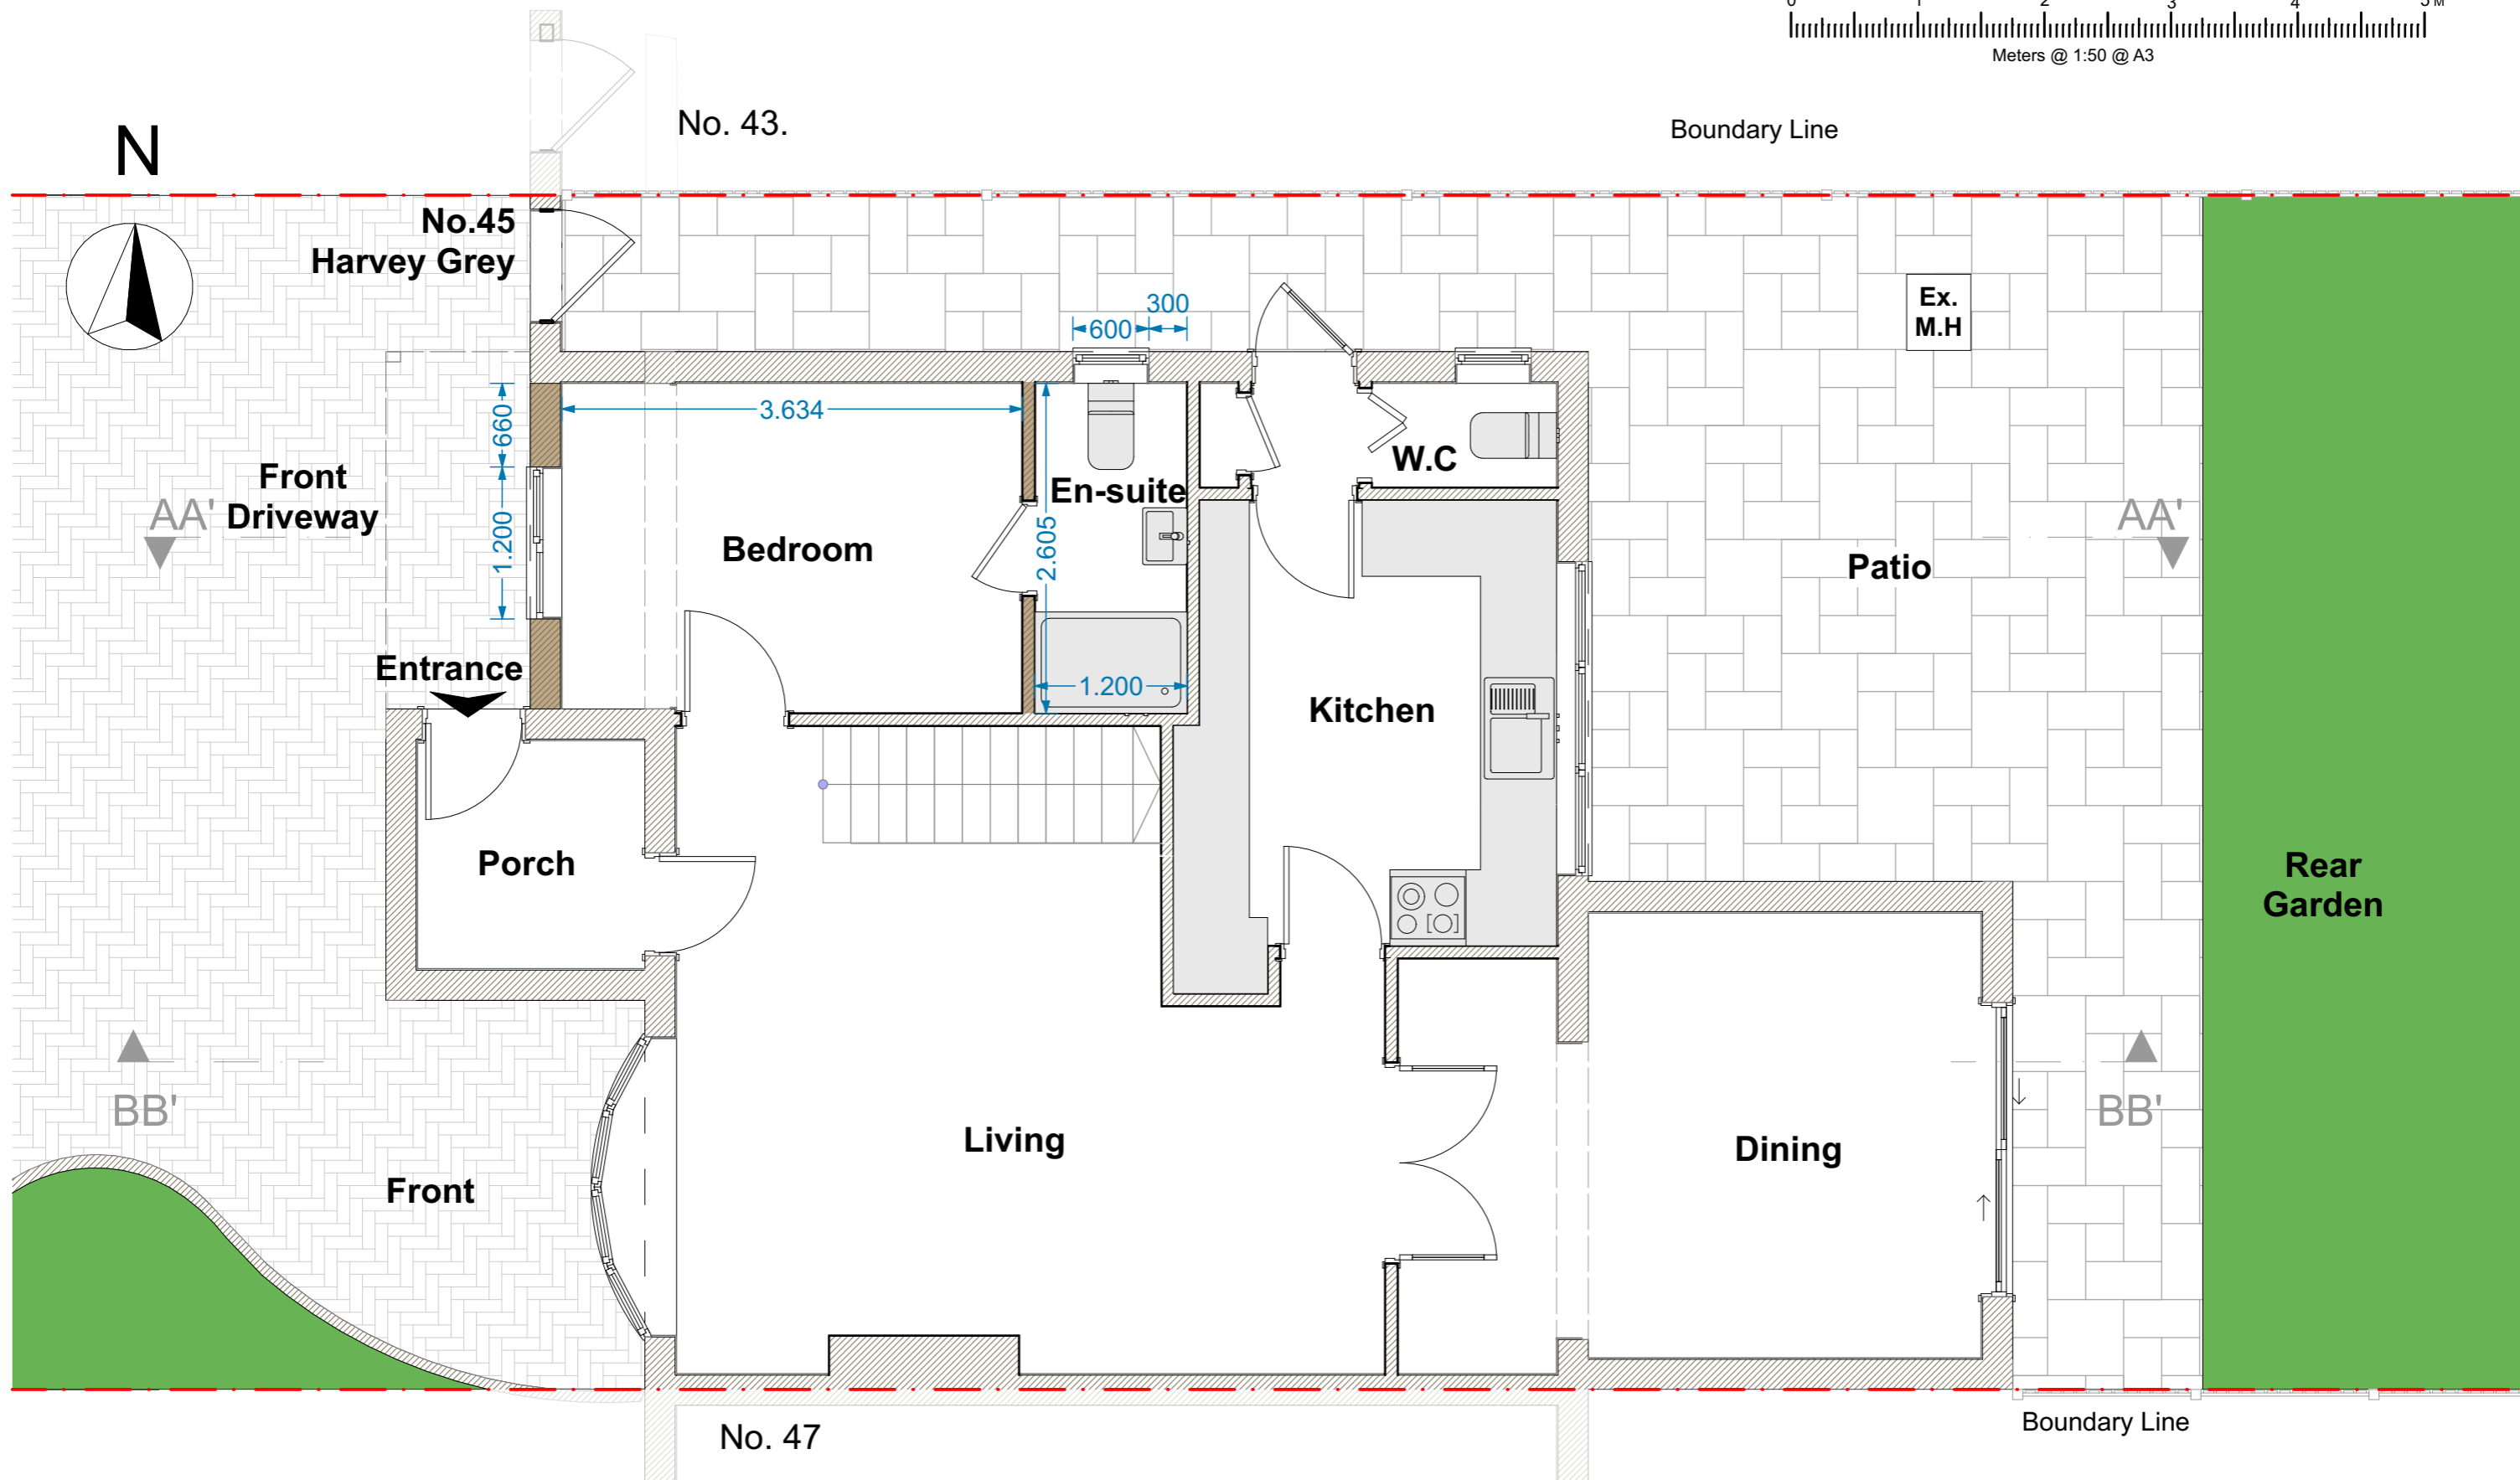 0 1 2 3 4 5 M
Meters @ 1:50 @ A3
No. 43.
Boundary Line
N
No.45
Harvey Grey
Ex.
M.H
300
600
3.634
660
W.C
Front
Driveway
En-suite
AA'
AA'
1.200
2.605
Bedroom
Patio
Entrance
1.200
Kitchen
Porch
Rear
Garden
BB'
BB'
Living
Dining
Front
Boundary Line
No. 47